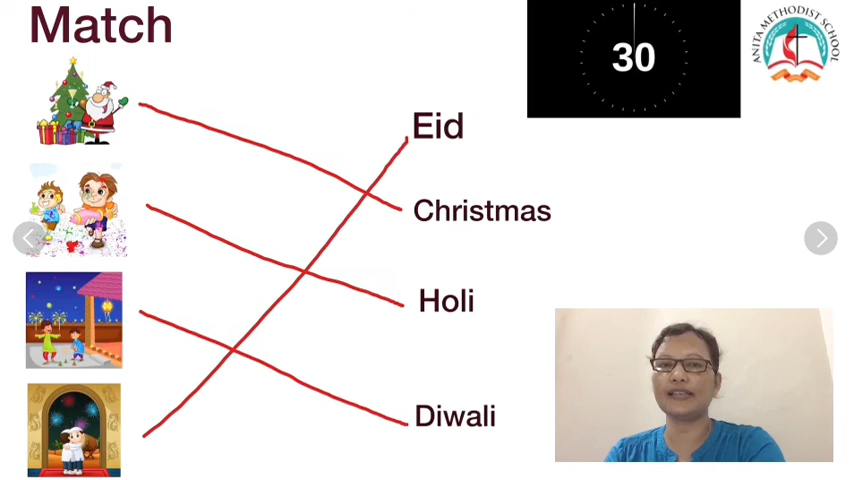 Match
30
ANITA METHODIST SCHOOL
Eid
Christmas
Holi
Diwali